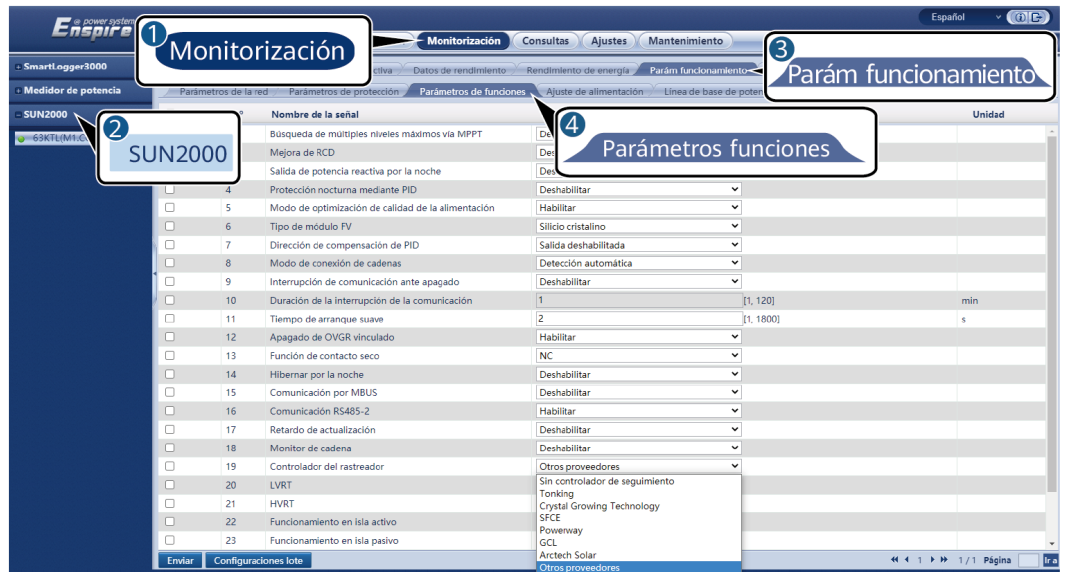 Enspire
e power system
Español
1
Monitorización
Monitorización
Consultas
Ajustes
Mantenimiento
3
Parám funcionamiento
SmartLogger3000
ctiva
Datos de rendimiento
Rendimiento de energía
Parám funcionamiento
Medidor de potencia
Parámetros de la red
Parámetros de protección
Parámetros de funciones
Ajuste de alimentación
Línea de base de poten
SUN2000
Nombre de la señal
Unidad
63KTL(M1.C
2
SUN2000
4
Parámetros funciones
Búsqueda de múltiples niveles máximos vía MPPT De
Mejora de RCD Des
Salida de potencia reactiva por la noche Des
4 Protección nocturna mediante PID Deshabilitar
5 Modo de optimización de calidad de la alimentación Habilitar
6 Tipo de módulo FV Silicio cristalino
7 Dirección de compensación de PID Salida deshabilitada
8 Modo de conexión de cadenas Detección automática
9 Interrupción de comunicación ante apagado Deshabilitar
10 Duración de la interrupción de la comunicación 1 [1, 120] min
11 Tiempo de arranque suave 2 [1, 1800] s
12 Apagado de OVGR vinculado Habilitar
13 Función de contacto seco NC
14 Hibernar por la noche Deshabilitar
15 Comunicación por MBUS Deshabilitar
16 Comunicación RS485-2 Habilitar
17 Retardo de actualización Deshabilitar
18 Monitor de cadena Deshabilitar
19 Controlador del rastreador Otros proveedores
20 LVRT
21 HVRT
22 Funcionamiento en isla activo
23 Funcionamiento en isla pasivo
Sin controlador de seguimiento
Tonking
Crystal Growing Technology
SFCE
Powerway
GCL
Arctech Solar
Otros proveedores
Enviar
Configuraciones lote
1
1/1 Página
Ir a